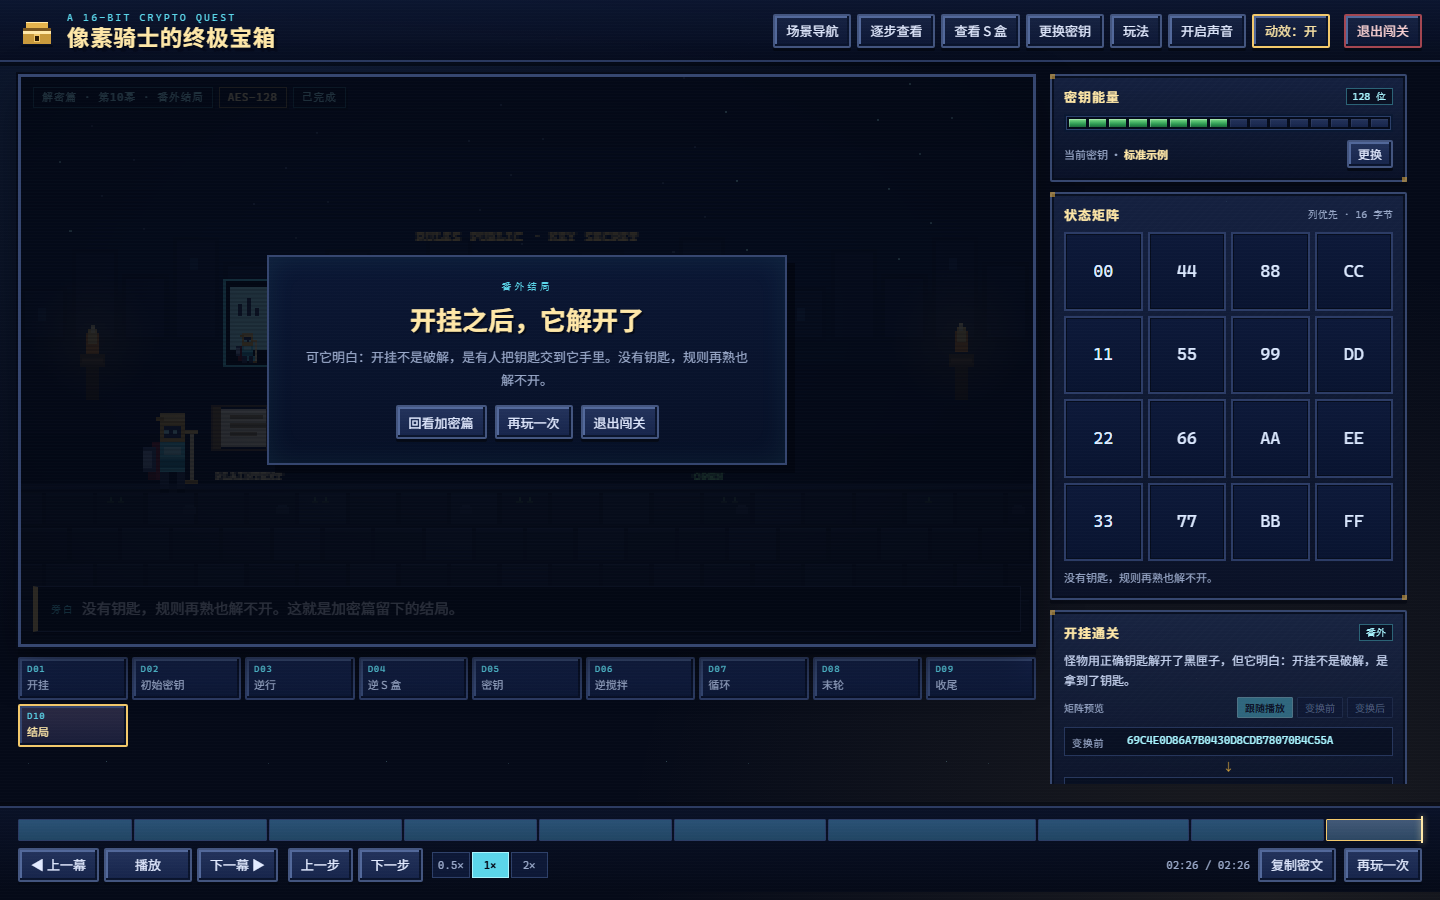 A 16-BIT CRYPTO QUEST
像素骑士的终极宝箱
场景导航
逐步查看
查看 S 盒
更换密钥
玩法
开启声音
动效：开
退出闯关
解密篇 · 第10幕 · 番外结局
AES-128
已完成
RULES PUBLIC - KEY SECRET
番外结局
开挂之后，它解开了
可它明白：开挂不是破解，是有人把钥匙交到它手里。没有钥匙，规则再熟也
解不开。
回看加密篇
再玩一次
退出闯关
PLAINTEXT
OPEN
旁白
没有钥匙，规则再熟也解不开。这就是加密篇留下的结局。
D01
开挂
D02
初始密钥
D03
逆行
D04
逆 S 盒
D05
密钥
D06
逆搅拌
D07
循环
D08
末轮
D09
收尾
D10
结局
密钥能量
128 位
当前密钥 · 标准示例
更换
状态矩阵
列优先 · 16 字节
00 44 88 CC
11 55 99 DD
22 66 AA EE
33 77 BB FF
没有钥匙，规则再熟也解不开。
开挂通关
番外
怪物用正确钥匙解开了黑匣子，但它明白：开挂不是破解，是
拿到了钥匙。
矩阵预览
跟随播放
变换前
变换后
变换前
69C4E0D86A7B0430D8CDB78070B4C55A
↓
◀ 上一幕
播放
下一幕 ▶
上一步
下一步
0.5×
1×
2×
02:26 / 02:26
复制密文
再玩一次